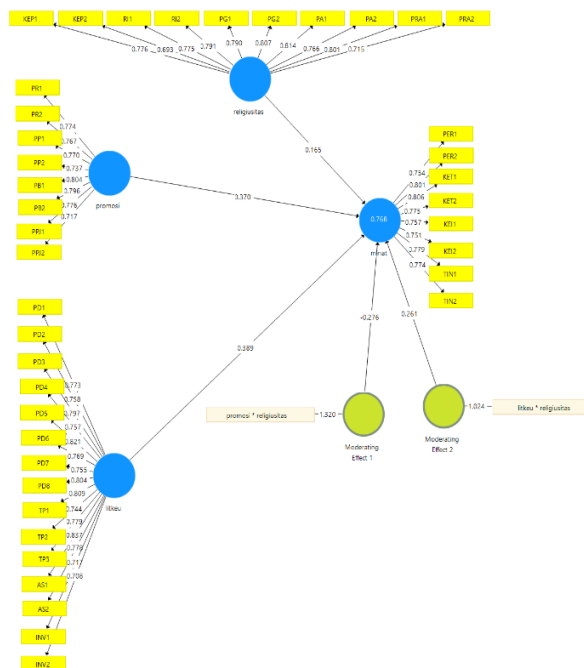 KEP1 KEP2 RI1 RI2 PG1 PG2 PA1 PA2 PRA1 PRA2
0.776 0.693 0.775 0.791 0.790 0.807 0.814 0.766 0.801 0.715
religiusitas
PR1
PR2
PP1
PP2
PB1
PB2
PRI1
PRI2
0.774
0.767
0.770
0.737
0.804
0.796
0.776
0.717
promosi
0.165
0.370
0.389
PER1
PER2
KET1
KET2
KEI1
KEI2
TIN1
TIN2
0.754
0.801
0.806
0.775
0.757
0.751
0.779
0.774
0.768
minat
-0.276
0.261
promosi * religiusitas
1.320
Moderating
Effect 1
1.024
litkeu * religiusitas
Moderating
Effect 2
PD1
PD2
PD3
PD4
PD5
PD6
PD7
PD8
TP1
TP2
TP3
AS1
AS2
INV1
INV2
0.773
0.758
0.797
0.757
0.821
0.769
0.755
0.804
0.809
0.744
0.779
0.837
0.778
0.717
0.708
litkeu